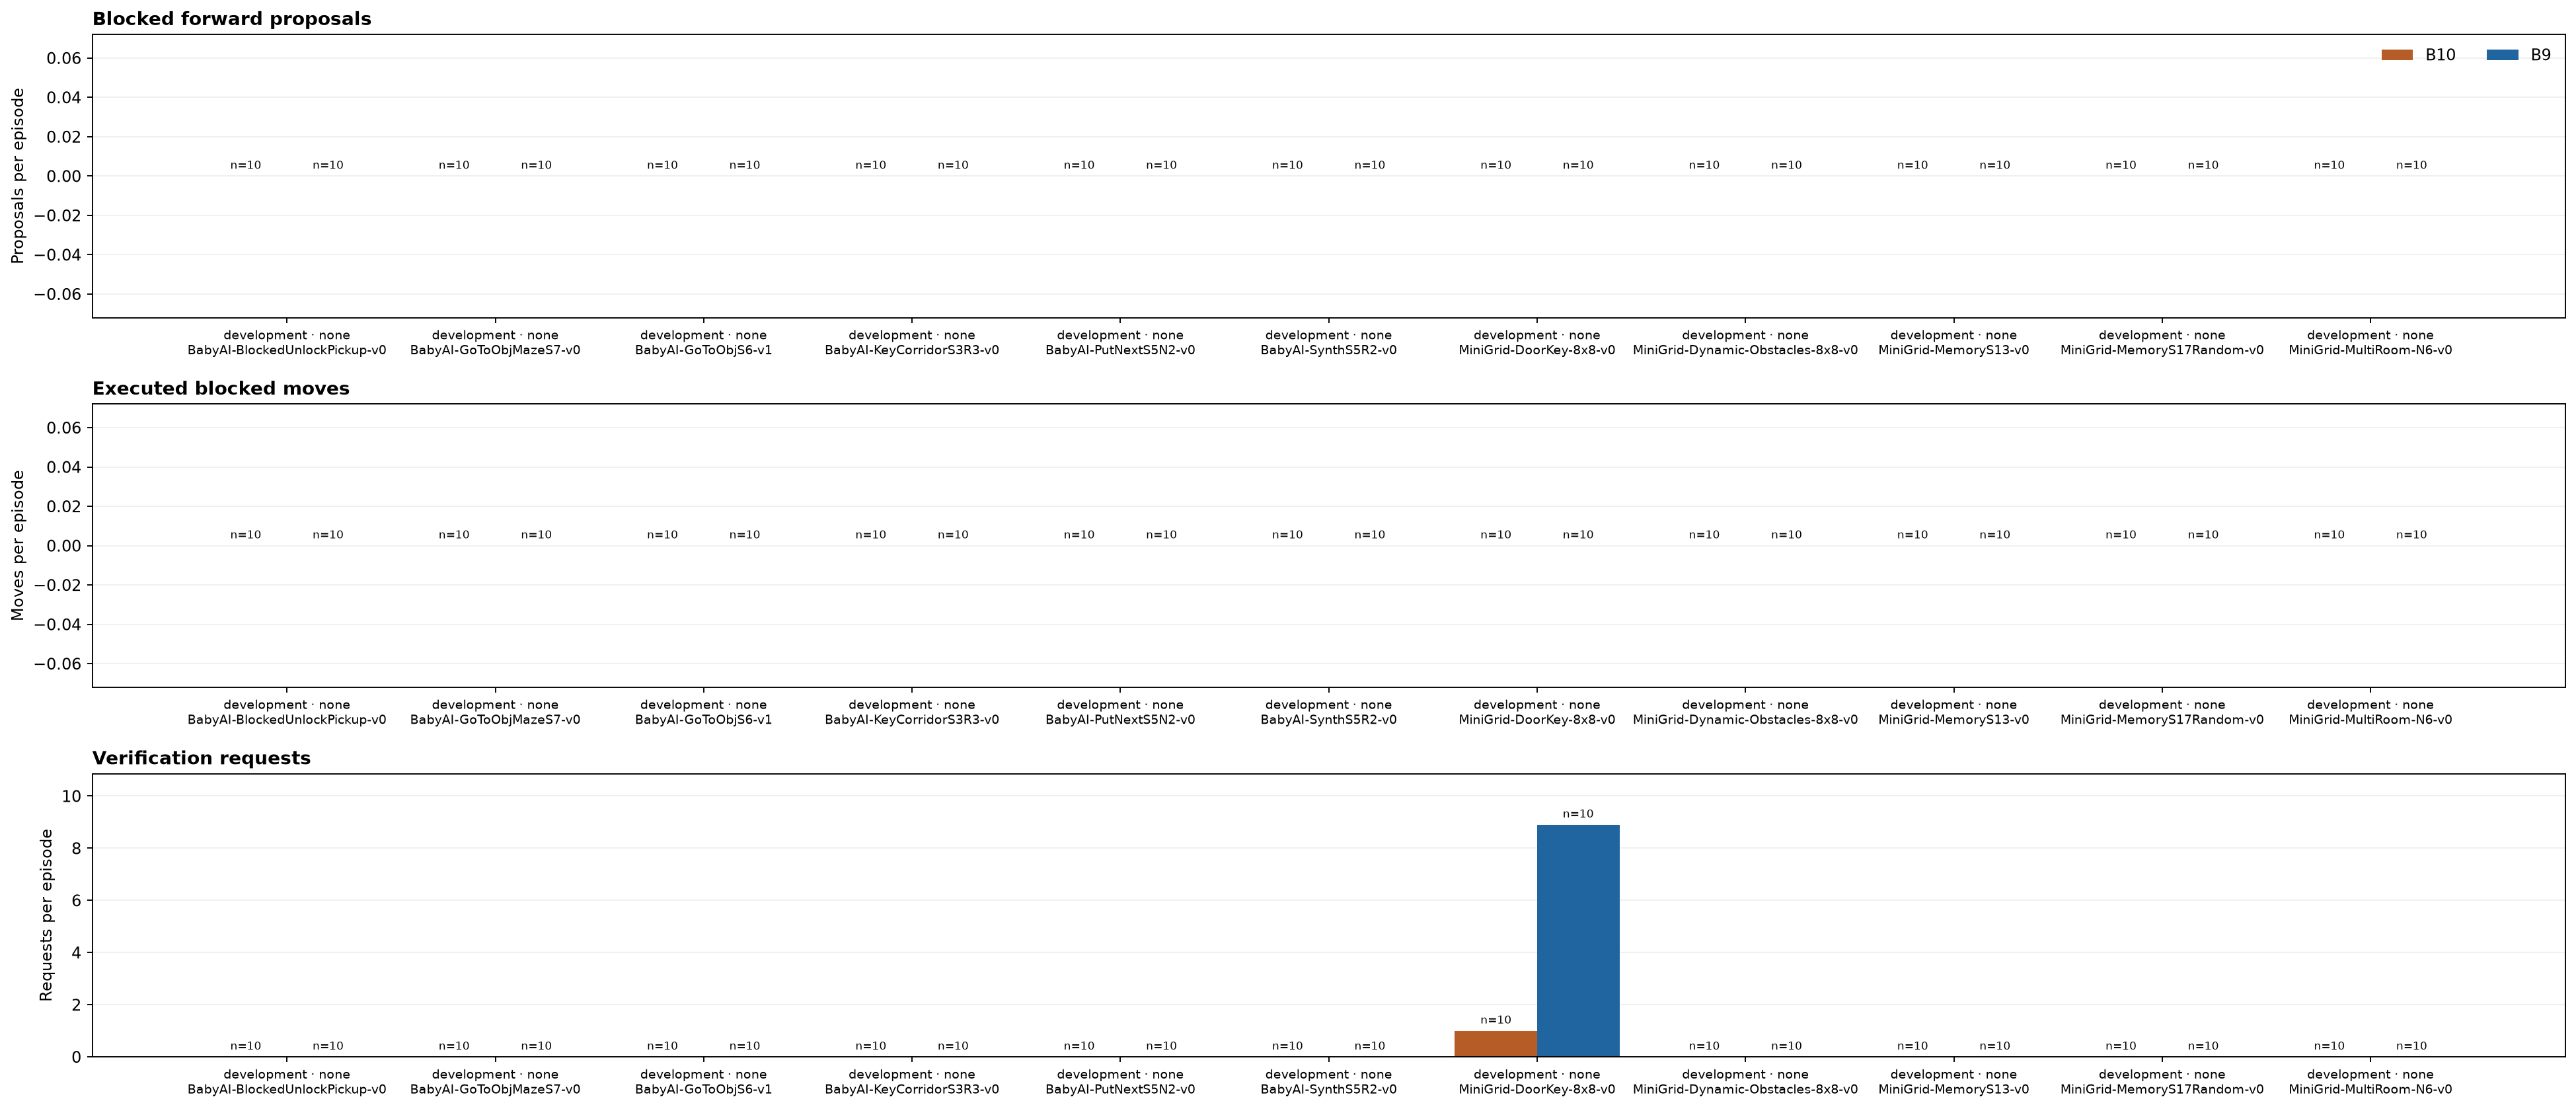 Blocked forward proposals
B10 B9
Proposals per episode
0.06
0.04
0.02
0.00
−0.02
−0.04
−0.06
n=10 n=10 n=10 n=10 n=10 n=10 n=10 n=10 n=10 n=10 n=10 n=10 n=10 n=10 n=10 n=10 n=10 n=10 n=10 n=10 n=10 n=10
development · none development · none development · none development · none development · none development · none development · none development · none development · none development · none development · none
BabyAI-BlockedUnlockPickup-v0 BabyAI-GoToObjMazeS7-v0 BabyAI-GoToObjS6-v1 BabyAI-KeyCorridorS3R3-v0 BabyAI-PutNextS5N2-v0 BabyAI-SynthS5R2-v0 MiniGrid-DoorKey-8x8-v0 MiniGrid-Dynamic-Obstacles-8x8-v0 MiniGrid-MemoryS13-v0 MiniGrid-MemoryS17Random-v0 MiniGrid-MultiRoom-N6-v0
Executed blocked moves
Moves per episode
0.06
0.04
0.02
0.00
−0.02
−0.04
−0.06
n=10 n=10 n=10 n=10 n=10 n=10 n=10 n=10 n=10 n=10 n=10 n=10 n=10 n=10 n=10 n=10 n=10 n=10 n=10 n=10 n=10 n=10
development · none development · none development · none development · none development · none development · none development · none development · none development · none development · none development · none
BabyAI-BlockedUnlockPickup-v0 BabyAI-GoToObjMazeS7-v0 BabyAI-GoToObjS6-v1 BabyAI-KeyCorridorS3R3-v0 BabyAI-PutNextS5N2-v0 BabyAI-SynthS5R2-v0 MiniGrid-DoorKey-8x8-v0 MiniGrid-Dynamic-Obstacles-8x8-v0 MiniGrid-MemoryS13-v0 MiniGrid-MemoryS17Random-v0 MiniGrid-MultiRoom-N6-v0
Verification requests
Requests per episode
10
8
6
4
2
0
n=10 n=10 n=10 n=10 n=10 n=10 n=10 n=10 n=10 n=10 n=10 n=10 n=10 n=10 n=10 n=10 n=10 n=10 n=10 n=10 n=10 n=10
development · none development · none development · none development · none development · none development · none development · none development · none development · none development · none development · none
BabyAI-BlockedUnlockPickup-v0 BabyAI-GoToObjMazeS7-v0 BabyAI-GoToObjS6-v1 BabyAI-KeyCorridorS3R3-v0 BabyAI-PutNextS5N2-v0 BabyAI-SynthS5R2-v0 MiniGrid-DoorKey-8x8-v0 MiniGrid-Dynamic-Obstacles-8x8-v0 MiniGrid-MemoryS13-v0 MiniGrid-MemoryS17Random-v0 MiniGrid-MultiRoom-N6-v0